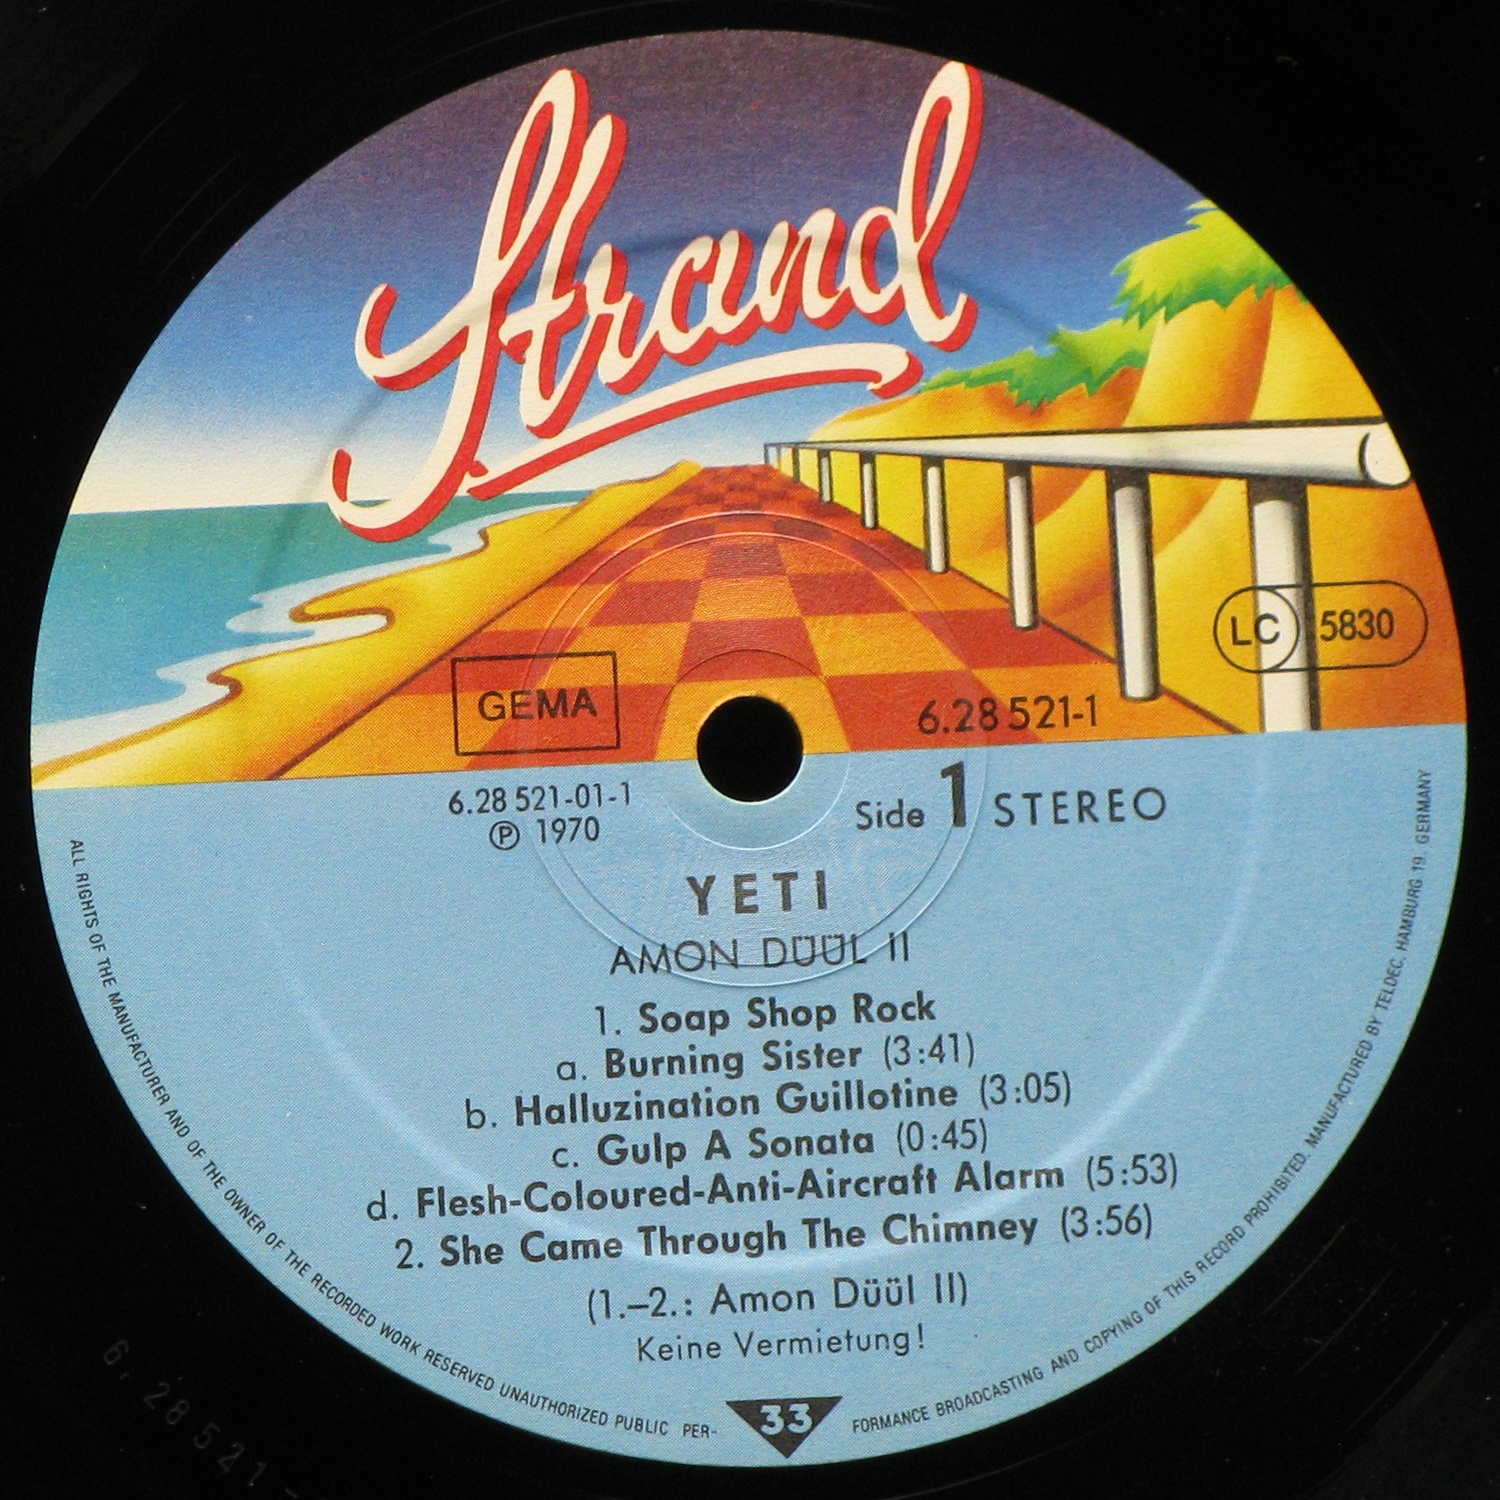 Strand
LC 5830
GEMA
6.28 521-1
6.28 521-01-1
Ⓟ 1970
Side 1 STEREO
YETI
AMON DÜÜL II
1. Soap Shop Rock
a. Burning Sister (3:41)
b. Halluzination Guillotine (3:05)
c. Gulp A Sonata (0:45)
d. Flesh-Coloured-Anti-Aircraft Alarm (5:53)
2. She Came Through The Chimney (3:56)
(1.–2.: Amon Düül II)
Keine Vermietung!
33
ALL RIGHTS OF THE MANUFACTURER AND OF THE OWNER OF THE RECORDED WORK RESERVED UNAUTHORIZED PUBLIC PER-
FORMANCE BROADCASTING AND COPYING OF THIS RECORD PROHIBITED. MANUFACTURED BY TELDEC, HAMBURG 19. GERMANY
6.28521-